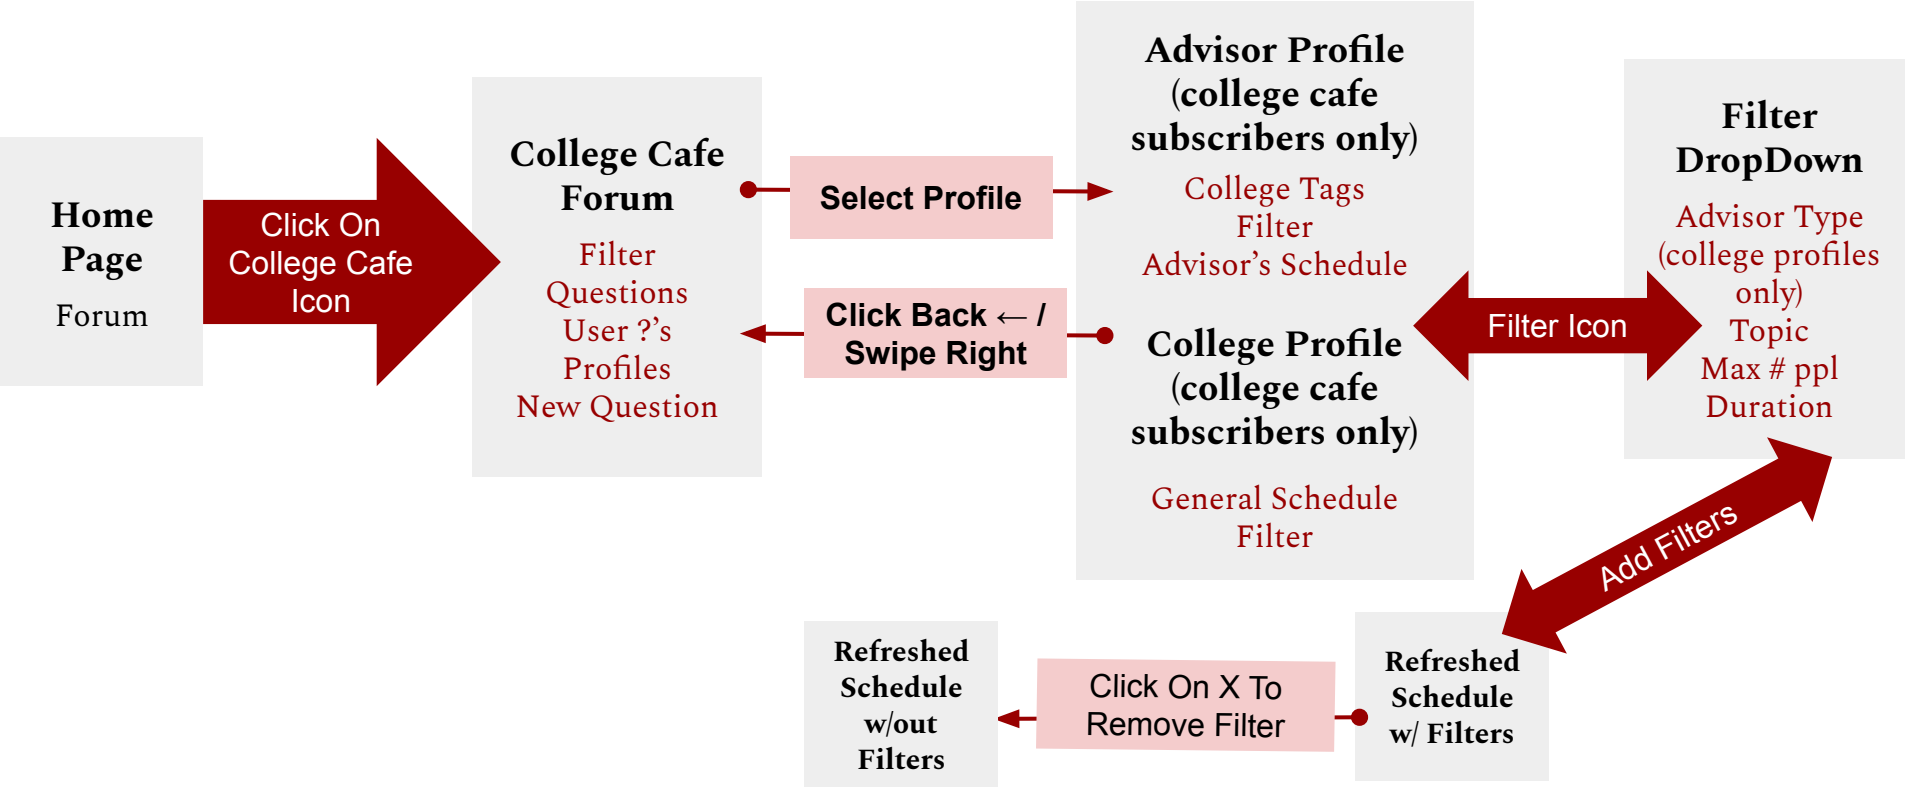 Home
Page
Forum
Click On
College Cafe
Icon
College Cafe
Forum
Filter
Questions
User ?'s
Profiles
New Question
Select Profile
Click Back ← /
Swipe Right
Advisor Profile
(college cafe
subscribers only)
College Tags
Filter
Advisor's Schedule
College Profile
(college cafe
subscribers only)
General Schedule
Filter
Filter Icon
Filter
DropDown
Advisor Type
(college profiles
only)
Topic
Max # ppl
Duration
Add Filters
Refreshed
Schedule
w/ Filters
Click On X To
Remove Filter
Refreshed
Schedule
w/out
Filters